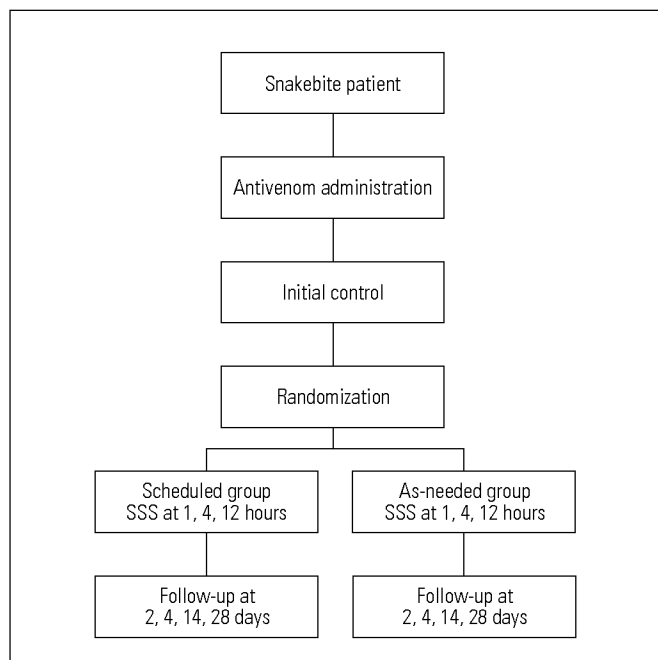 Snakebite patient
Antivenom administration
Initial control
Randomization
Scheduled group
SSS at 1, 4, 12 hours
As-needed group
SSS at 1, 4, 12 hours
Follow-up at
2, 4, 14, 28 days
Follow-up at
2, 4, 14, 28 days